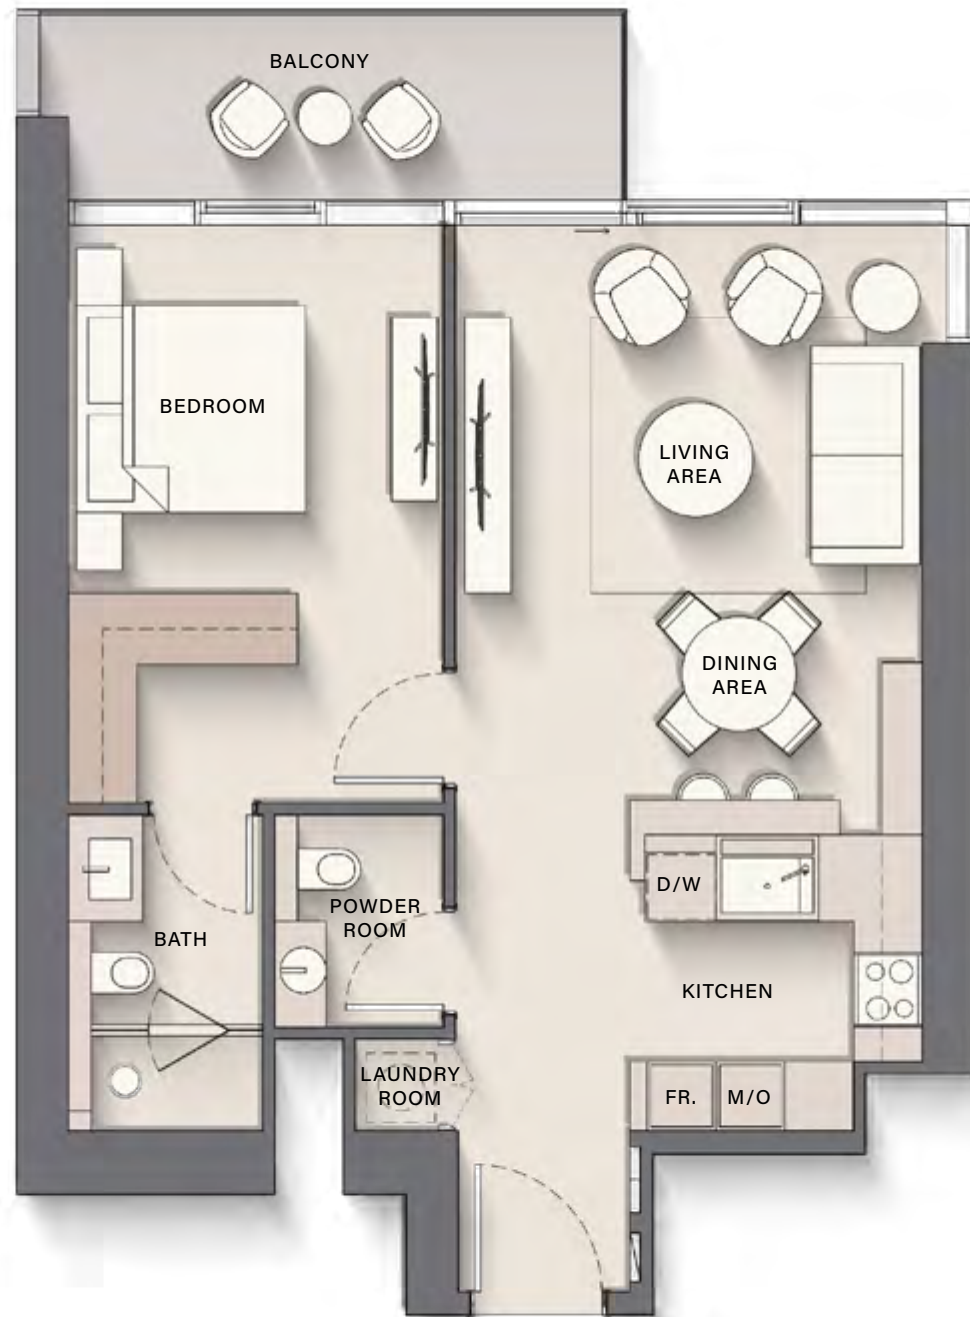 BALCONY
BEDROOM
LIVING
AREA
DINING
AREA
D/W
POWDER
ROOM
BATH
KITCHEN
LAUNDRY
ROOM
FR.
M/O